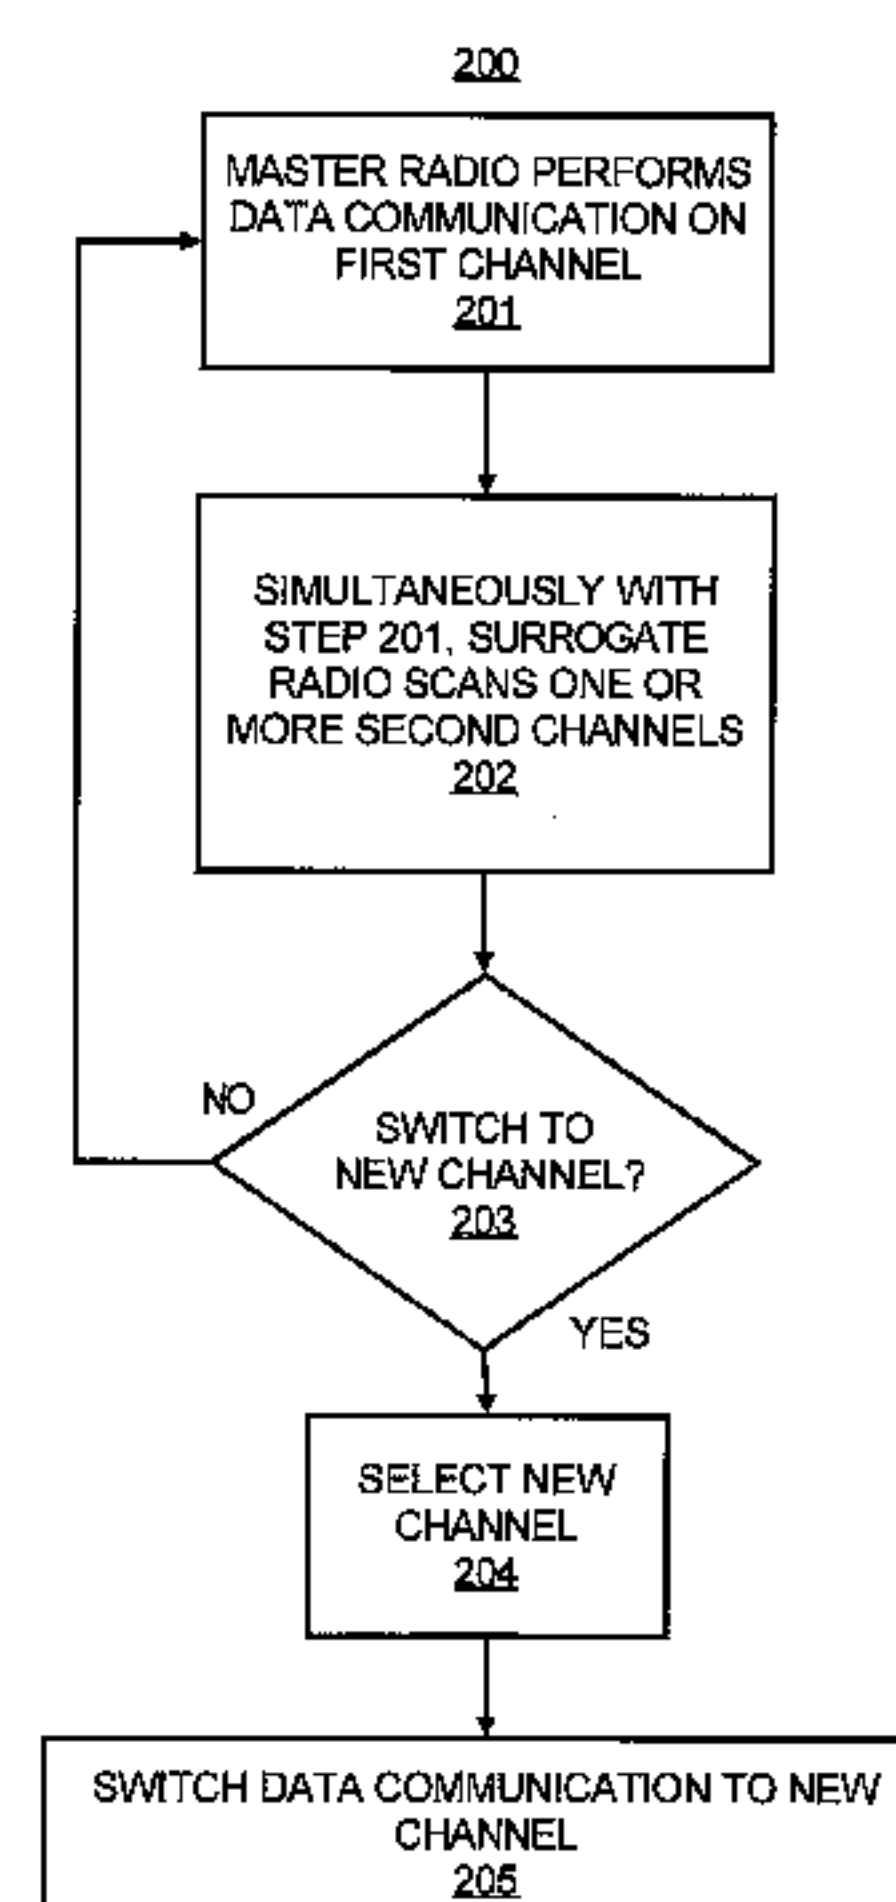 200
MASTER RADIO PERFORMS
DATA COMMUNICATION ON
FIRST CHANNEL
201
SIMULTANEOUSLY WITH
STEP 201, SURROGATE
RADIO SCANS ONE OR
MORE SECOND CHANNELS
202
NO
SWITCH TO
NEW CHANNEL?
203
YES
SELECT NEW
CHANNEL
204
SWITCH DATA COMMUNICATION TO NEW
CHANNEL
205